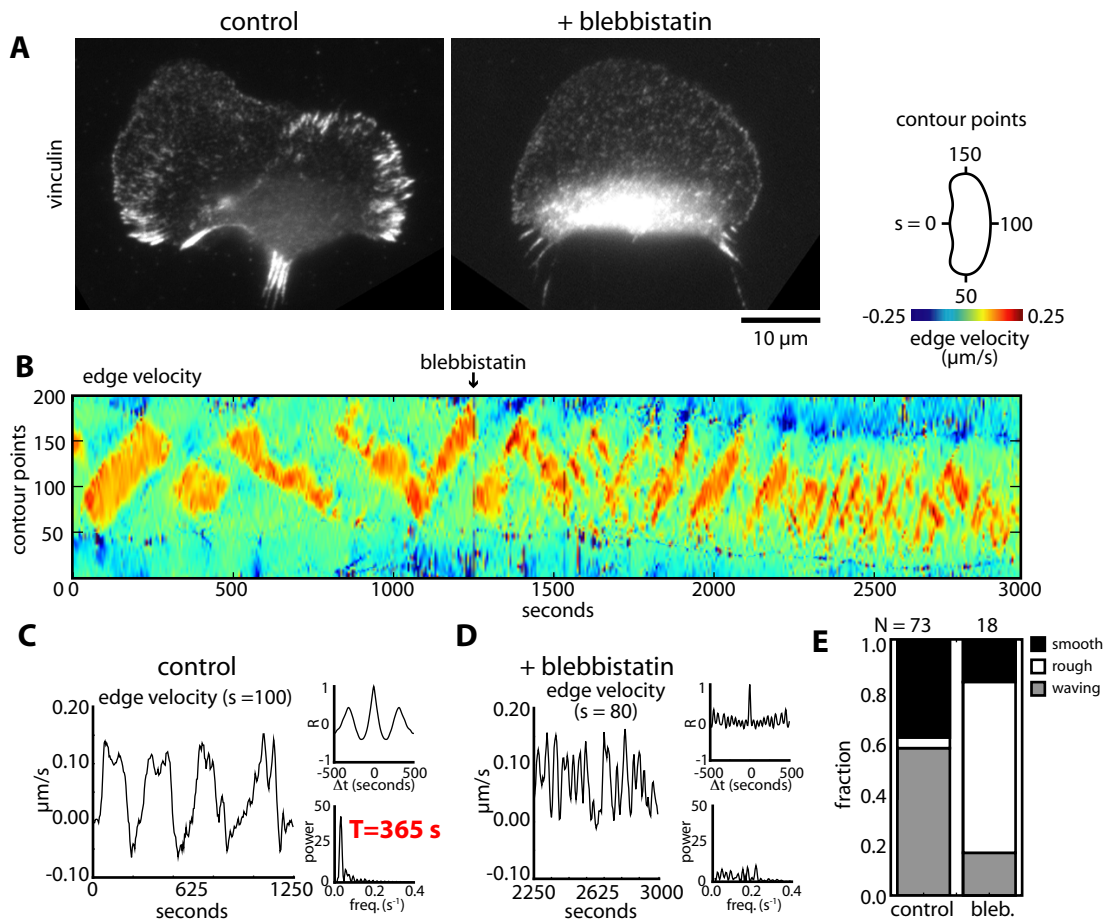 A
control
+ blebbistatin
vinculin
10 μm
contour points
150
s = 0
100
50
-0.25
0.25
edge velocity
(μm/s)
B
edge velocity
blebbistatin
contour points
200
150
100
50
0
0
500
1000
1500
2000
2500
3000
seconds
C
control
edge velocity (s =100)
μm/s
0.20
0.10
0.00
-0.10
0
625
1250
seconds
R
1
0
-1
-500
0
500
Δt (seconds)
power
50
25
0
T=365 s
0.0
0.2
0.4
freq. (s-1)
D
+ blebbistatin
edge velocity
(s = 80)
μm/s
0.20
0.10
0.00
-0.10
2250
2625
3000
seconds
R
1
0
-1
-500
0
500
Δt (seconds)
power
50
25
0
0.0
0.2
0.4
freq. (s-1)
E
N = 73
18
smooth
rough
waving
fraction
1.0
0.8
0.6
0.4
0.2
0.0
control
bleb.